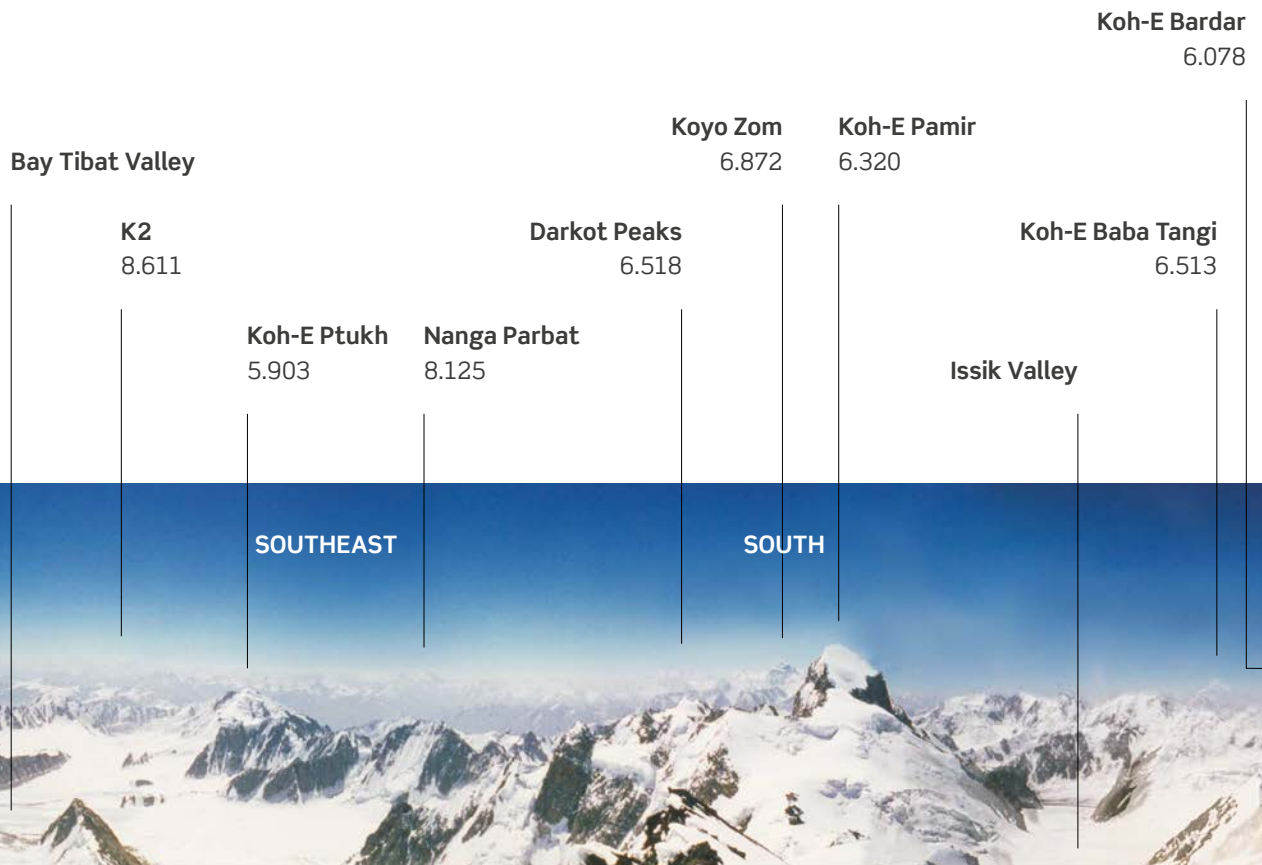 Koh-E Bardar
6.078
Koyo Zom
6.872
Koh-E Pamir
6.320
Bay Tibat Valley
K2
8.611
Darkot Peaks
6.518
Koh-E Baba Tangi
6.513
Koh-E Ptukh
5.903
Nanga Parbat
8.125
Issik Valley
SOUTHEAST
SOUTH